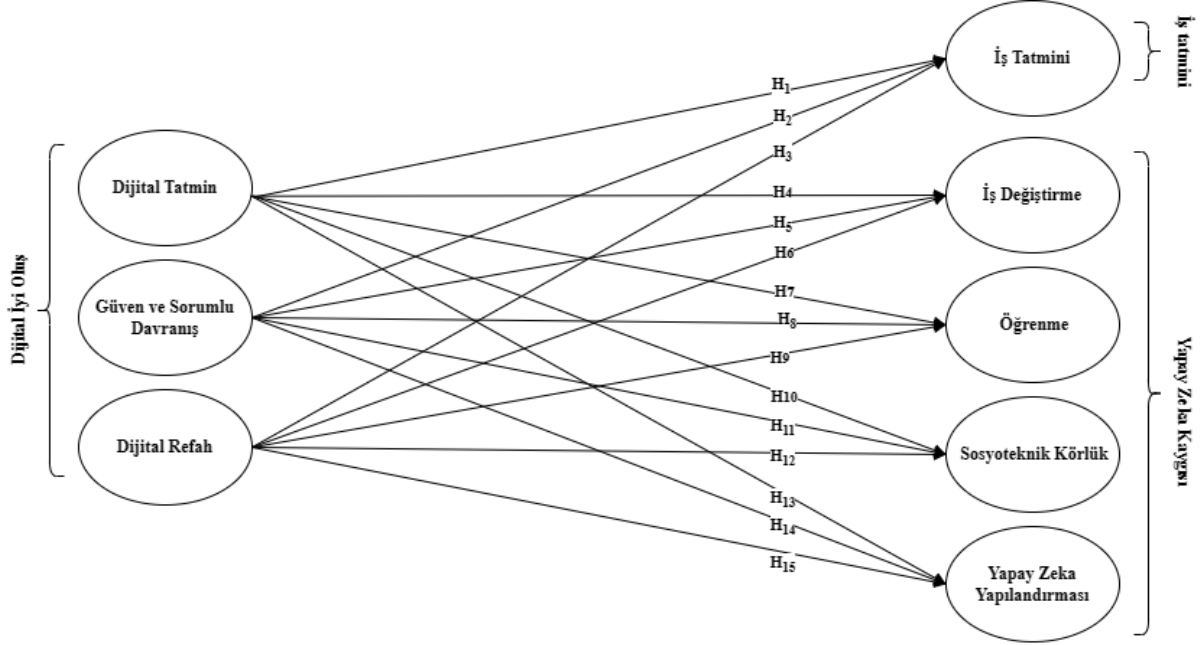 Dijital İyi Oluş
Dijital Tatmin
Güven ve Sorumlu
Davranış
Dijital Refah
H1
H2
H3
H4
H5
H6
H7
H8
H9
H10
H11
H12
H13
H14
H15
İş Tatmini
İş Değiştirme
Öğrenme
Sosyoteknik Körlük
Yapay Zeka
Yapılandırması
İş tatmini
Yapay Zeka Kaygısı